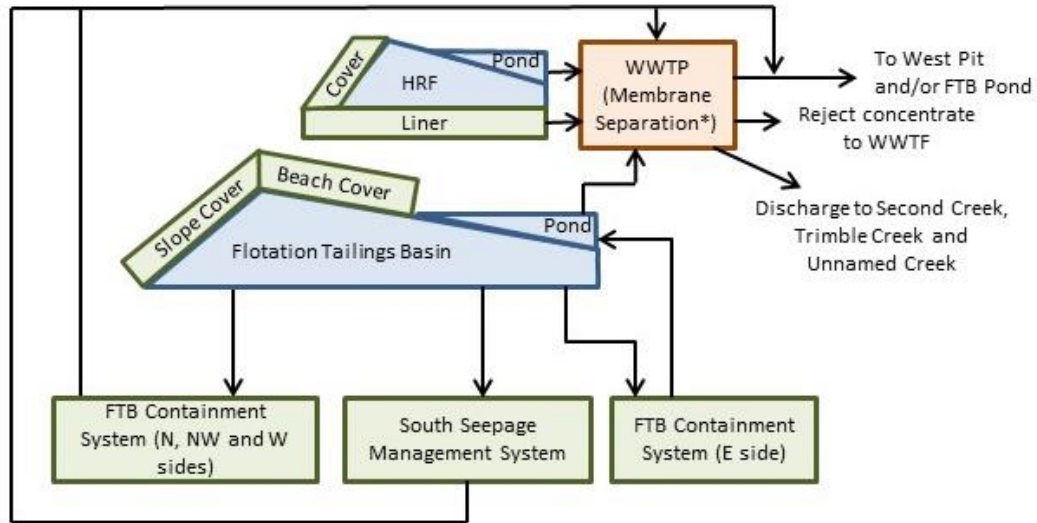 Cover
Pond
HRF
Liner
WWTP
(Membrane
Separation*)
To West Pit
and/or FTB Pond
Reject concentrate
to WWTF
Discharge to Second Creek,
Trimble Creek and
Unnamed Creek
Slope Cover
Beach Cover
Pond
Flotation Tailings Basin
FTB Containment
System (N, NW and W
sides)
South Seepage
Management System
FTB Containment
System (E side)